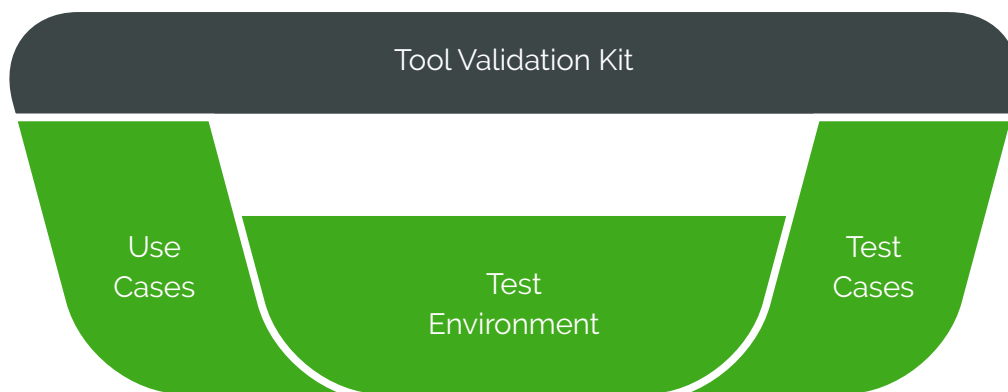 Tool Validation Kit
Use
Cases
Test
Environment
Test
Cases